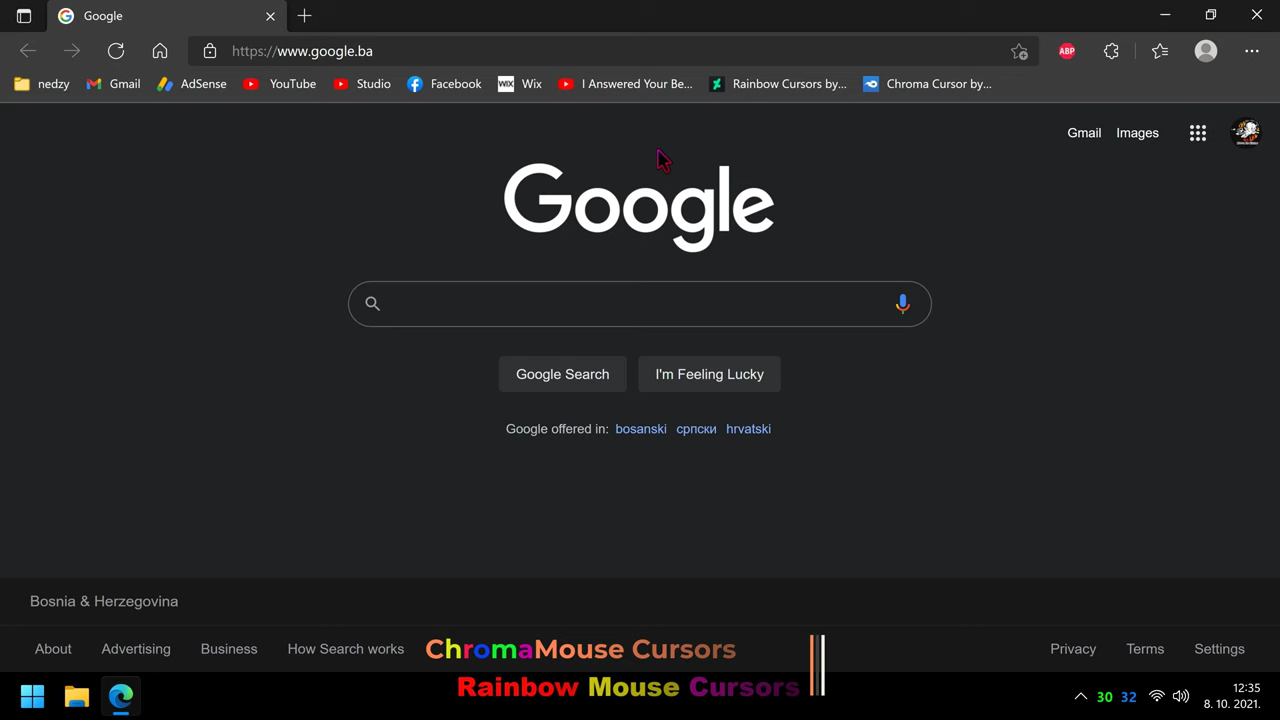 Google
https://www.google.ba
ABP
nedzy Gmail AdSense YouTube Studio Facebook WIX Wix I Answered Your Be... Rainbow Cursors by... Chroma Cursor by...
Gmail Images
Google
Google Search I'm Feeling Lucky
Google offered in: bosanski српски hrvatski
Bosnia & Herzegovina
About Advertising Business How Search works Privacy Terms Settings
ChromaMouse Cursors
Rainbow Mouse Cursors
30 32 12:35
8. 10. 2021.